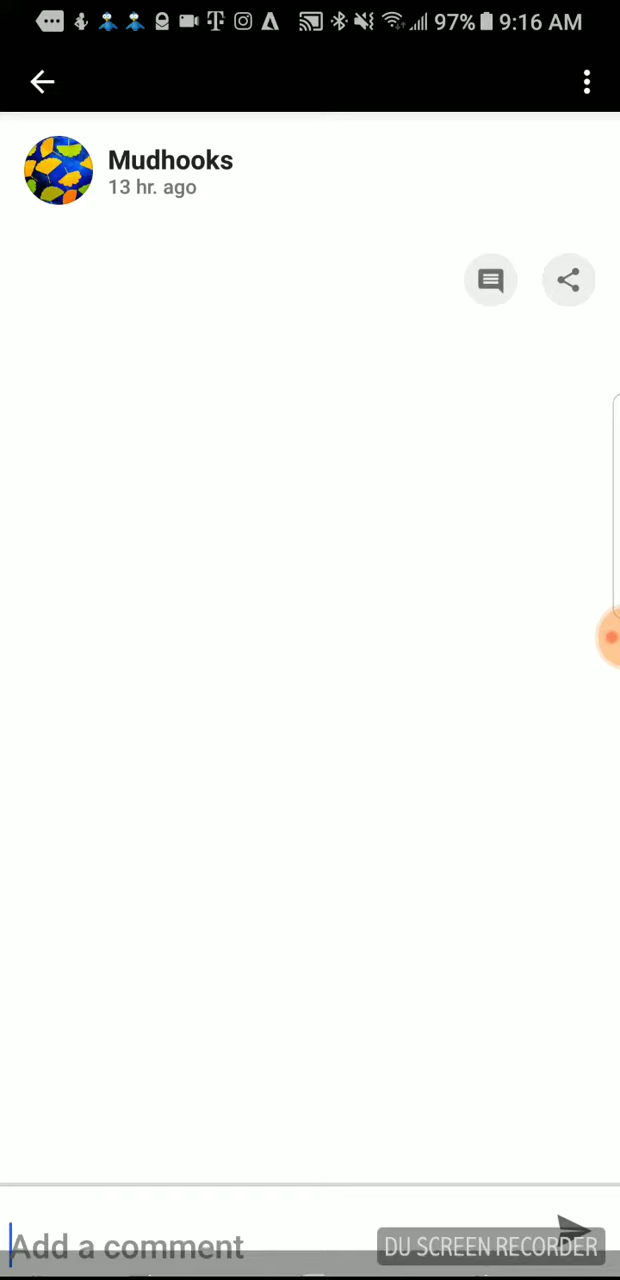 97% 9:16 AM
Mudhooks
13 hr. ago
Add a comment
DU SCREEN RECORDER